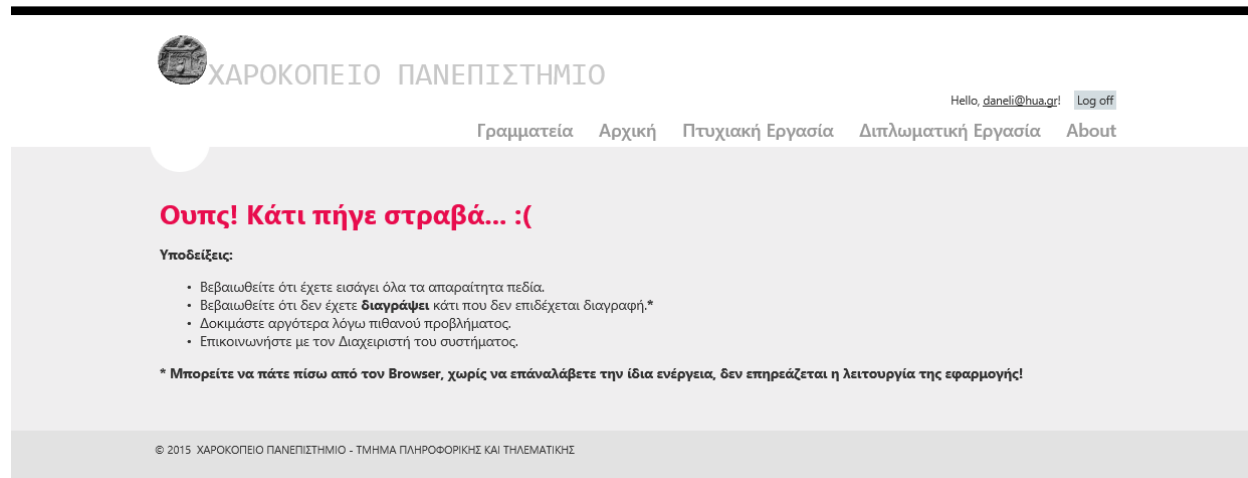 ΧΑΡΟΚΟΠΕΙΟ ΠΑΝΕΠΙΣΤΗΜΙΟ
Hello, daneli@hua.gr! Log off
Γραμματεία Αρχική Πτυχιακή Εργασία Διπλωματική Εργασία About
Ουπς! Κάτι πήγε στραβά... :(
Υποδείξεις:
• Βεβαιωθείτε ότι έχετε εισάγει όλα τα απαραίτητα πεδία.
• Βεβαιωθείτε ότι δεν έχετε διαγράψει κάτι που δεν επιδέχεται διαγραφή.*
• Δοκιμάστε αργότερα λόγω πιθανού προβλήματος.
• Επικοινωνήστε με τον Διαχειριστή του συστήματος.
* Μπορείτε να πάτε πίσω από τον Browser, χωρίς να επάναλάβετε την ίδια ενέργεια, δεν επηρεάζεται η λειτουργία της εφαρμογής!
© 2015 ΧΑΡΟΚΟΠΕΙΟ ΠΑΝΕΠΙΣΤΗΜΙΟ - ΤΜΗΜΑ ΠΛΗΡΟΦΟΡΙΚΗΣ ΚΑΙ ΤΗΛΕΜΑΤΙΚΗΣ